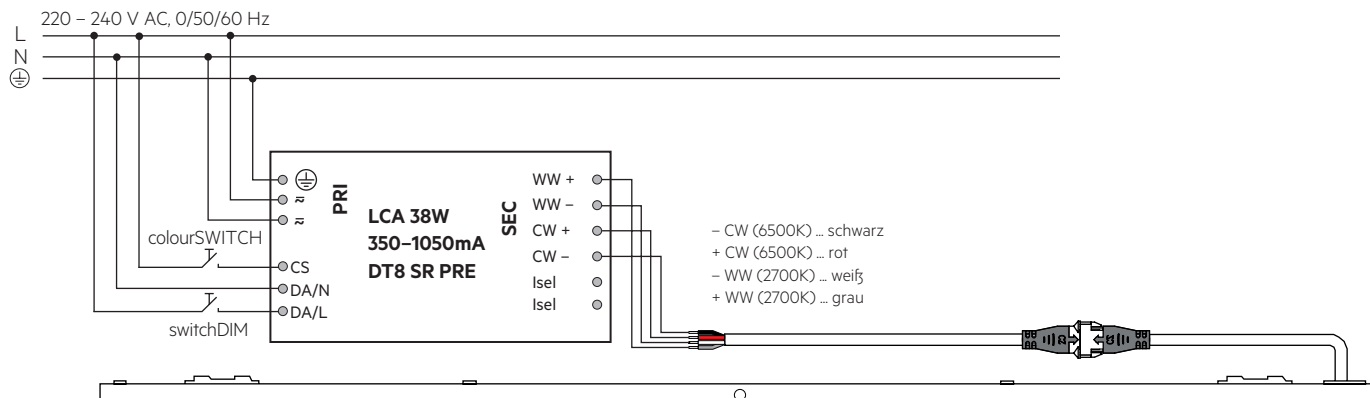 220 – 240 V AC, 0/50/60 Hz
L
N
PRI
LCA 38W
350–1050mA
DT8 SR PRE
SEC
WW +
WW –
CW +
CW –
Isel
Isel
colourSWITCH
CS
DA/N
DA/L
switchDIM
– CW (6500K) ... schwarz
+ CW (6500K) ... rot
– WW (2700K) ... weiß
+ WW (2700K) ... grau